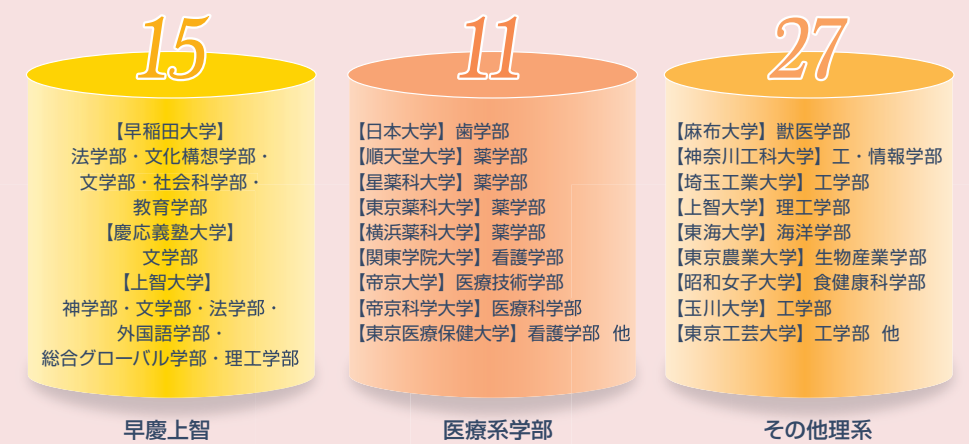 15
【早稲田大学】
法学部・文化構想学部・
文学部・社会科学部・
教育学部
【慶応義塾大学】
文学部
【上智大学】
神学部・文学部・法学部・
外国語学部・
総合グローバル学部・理工学部
早慶上智
11
【日本大学】歯学部
【順天堂大学】薬学部
【星薬科大学】薬学部
【東京薬科大学】薬学部
【横浜薬科大学】薬学部
【関東学院大学】看護学部
【帝京大学】医療技術学部
【帝京科学大学】医療科学部
【東京医療保健大学】看護学部 他
医療系学部
27
【麻布大学】獣医学部
【神奈川工科大学】工・情報学部
【埼玉工業大学】工学部
【上智大学】理工学部
【東海大学】海洋学部
【東京農業大学】生物産業学部
【昭和女子大学】食健康科学部
【玉川大学】工学部
【東京工芸大学】工学部 他
その他理系